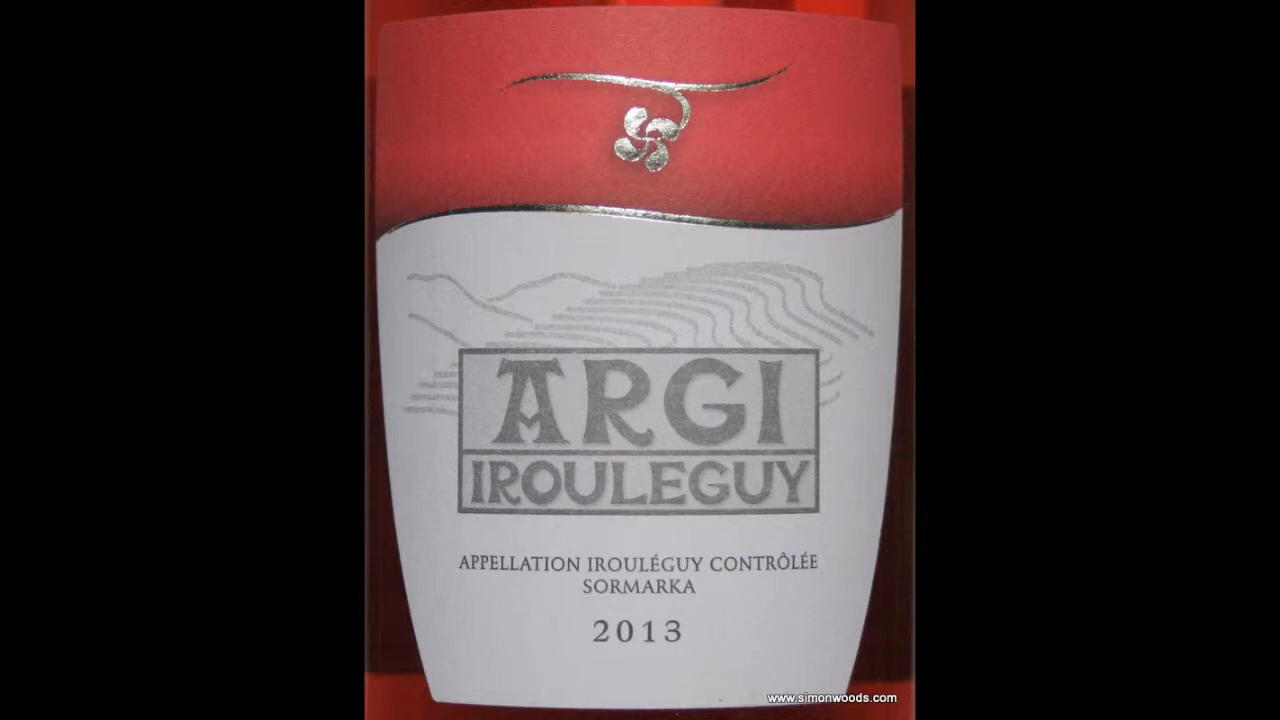 ARGI
IROULEGUY
APPELLATION IROULÉGUY CONTRÔLÉE
SORMARKA
2013
www.simonwoods.com